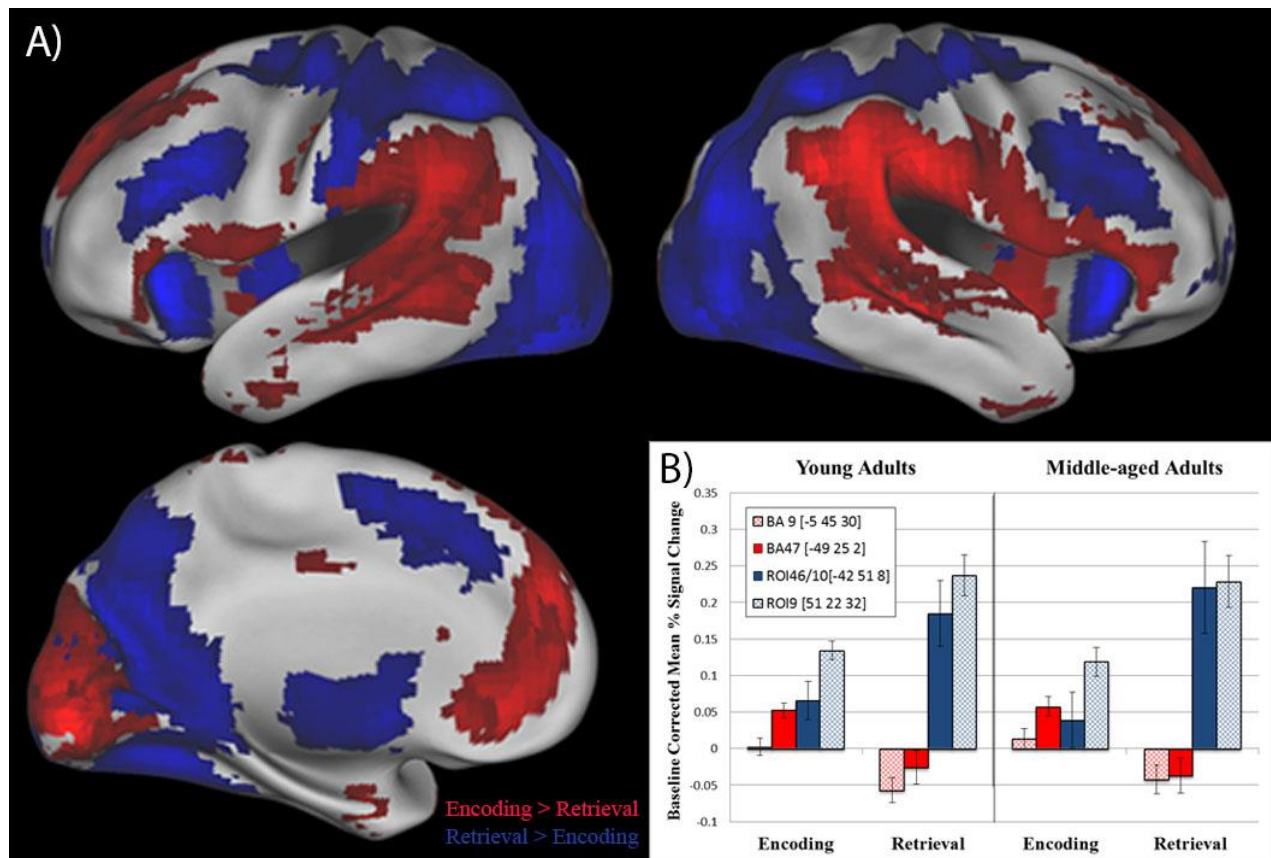 A)
Encoding > Retrieval
Retrieval > Encoding
B)
Young Adults
Middle-aged Adults
Baseline Corrected Mean % Signal Change
0.35
0.3
0.25
0.2
0.15
0.1
0.05
0
-0.05
-0.1
BA 9 [-5 45 30]
BA47 [-49 25 2]
ROI46/10[-42 51 8]
ROI9 [51 22 32]
Encoding
Retrieval
Encoding
Retrieval